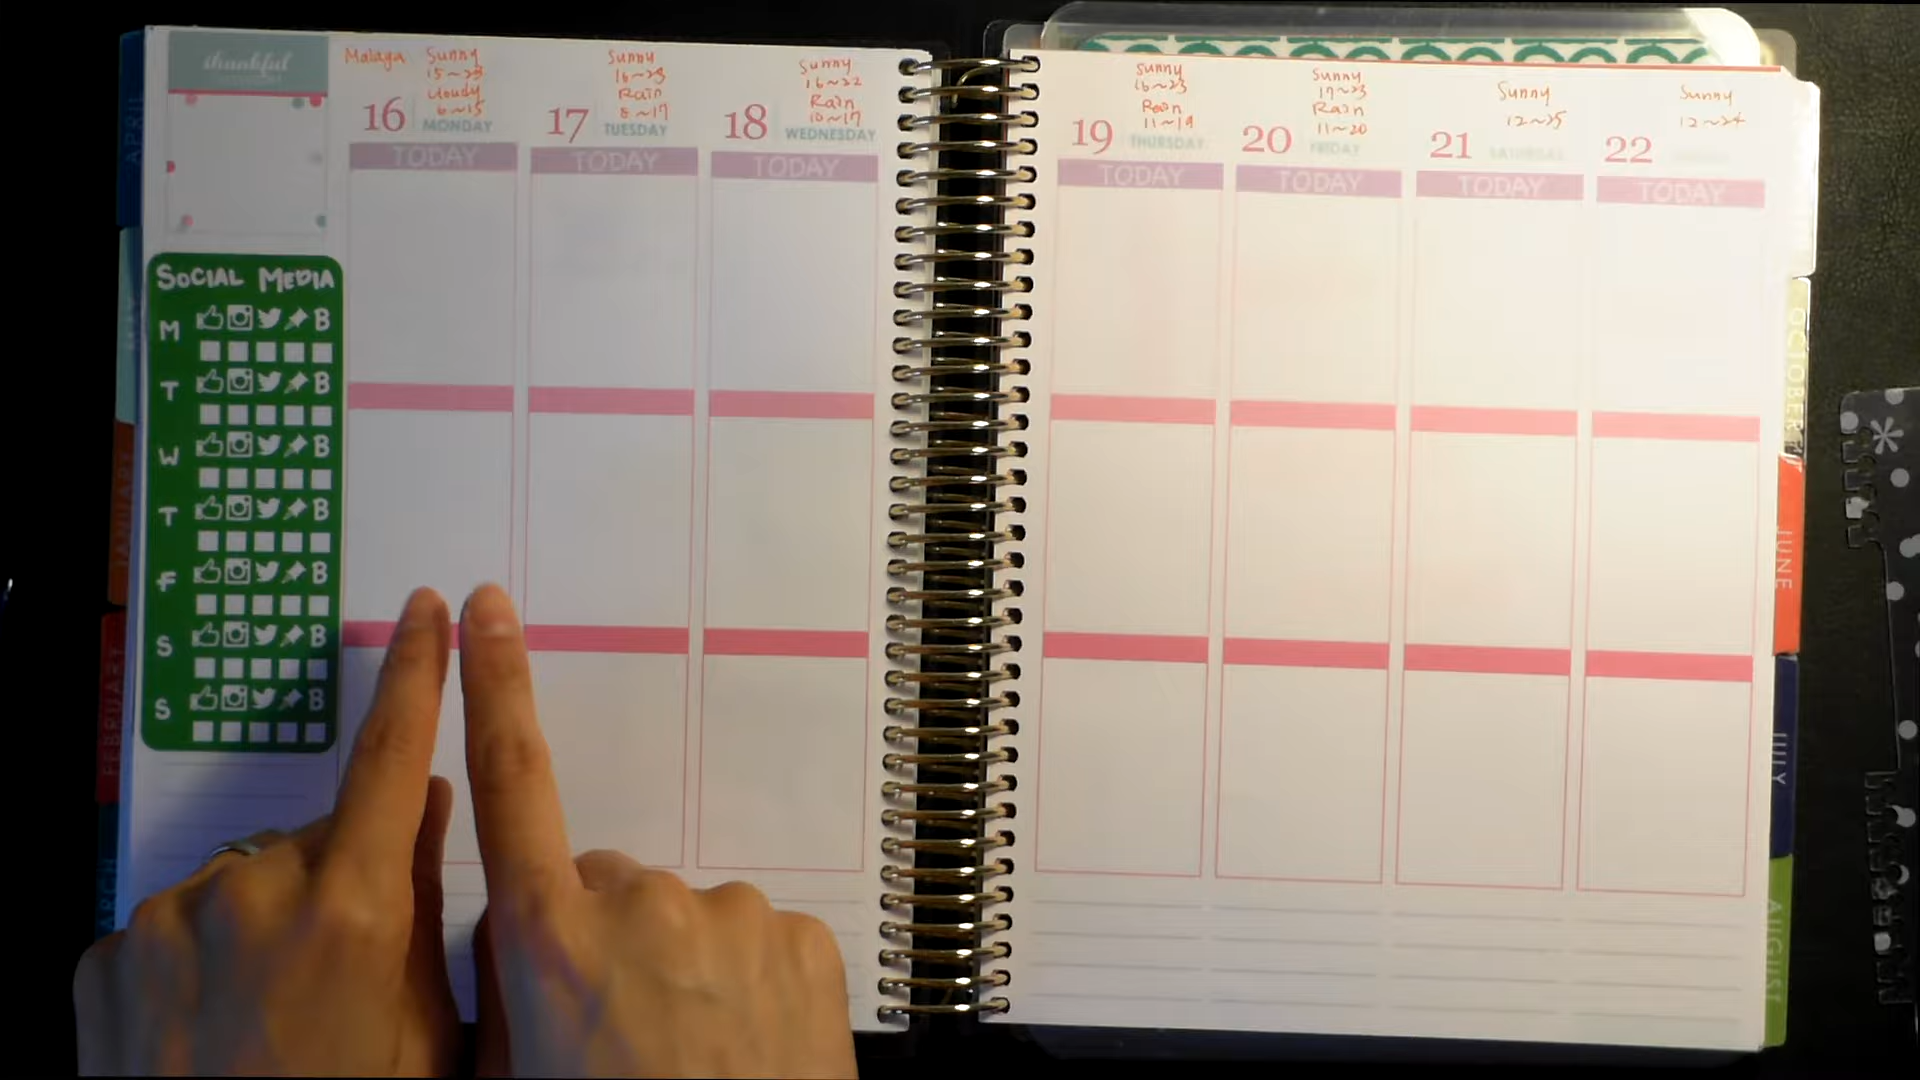 thankful
Malaga
Sunny
Cloudy
6~15
16
MONDAY
TODAY
Sunny
16~23
Rain
8~17
17
TUESDAY
TODAY
Sunny
16~22
Rain
10~17
18
WEDNESDAY
TODAY
Sunny
16~23
Rain
11~19
19
THURSDAY
TODAY
Sunny
17~23
Rain
11~20
20
FRIDAY
TODAY
Sunny
12~25
21
SATURDAY
TODAY
Sunny
12~24
22
TODAY
SOCIAL MEDIA
M
B
T
B
W
B
T
B
F
B
S
B
S
B
APRIL
MAY
JANUARY
FEBRUARY
MARCH
OCTOBER
JUNE
JULY
AUGUST